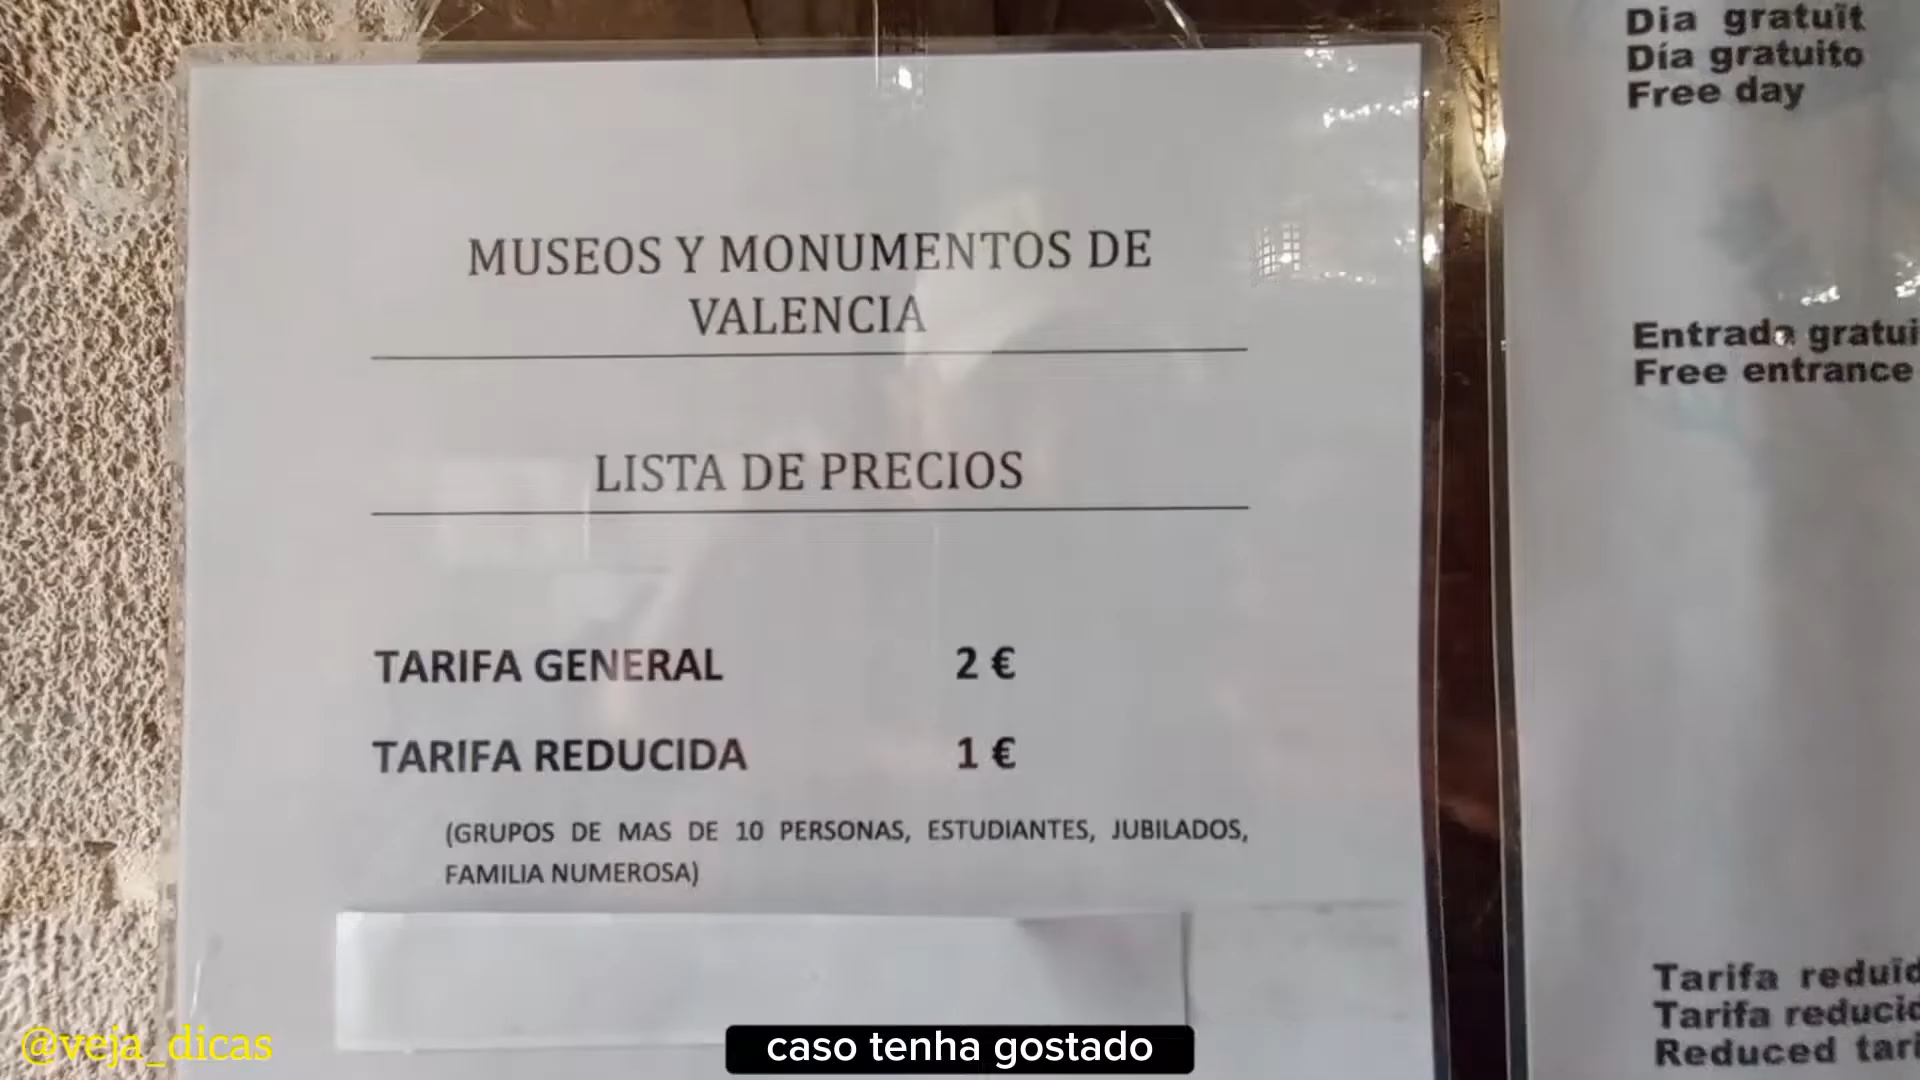 MUSEOS Y MONUMENTOS DE
VALENCIA
LISTA DE PRECIOS
TARIFA GENERAL 2 €
TARIFA REDUCIDA 1 €
(GRUPOS DE MAS DE 10 PERSONAS, ESTUDIANTES, JUBILADOS,
FAMILIA NUMEROSA)
Dia gratuït
Día gratuito
Free day
Entrada
Free entrance
Tarifa
Tarifa
Reduced
@veja_dicas
caso tenha gostado